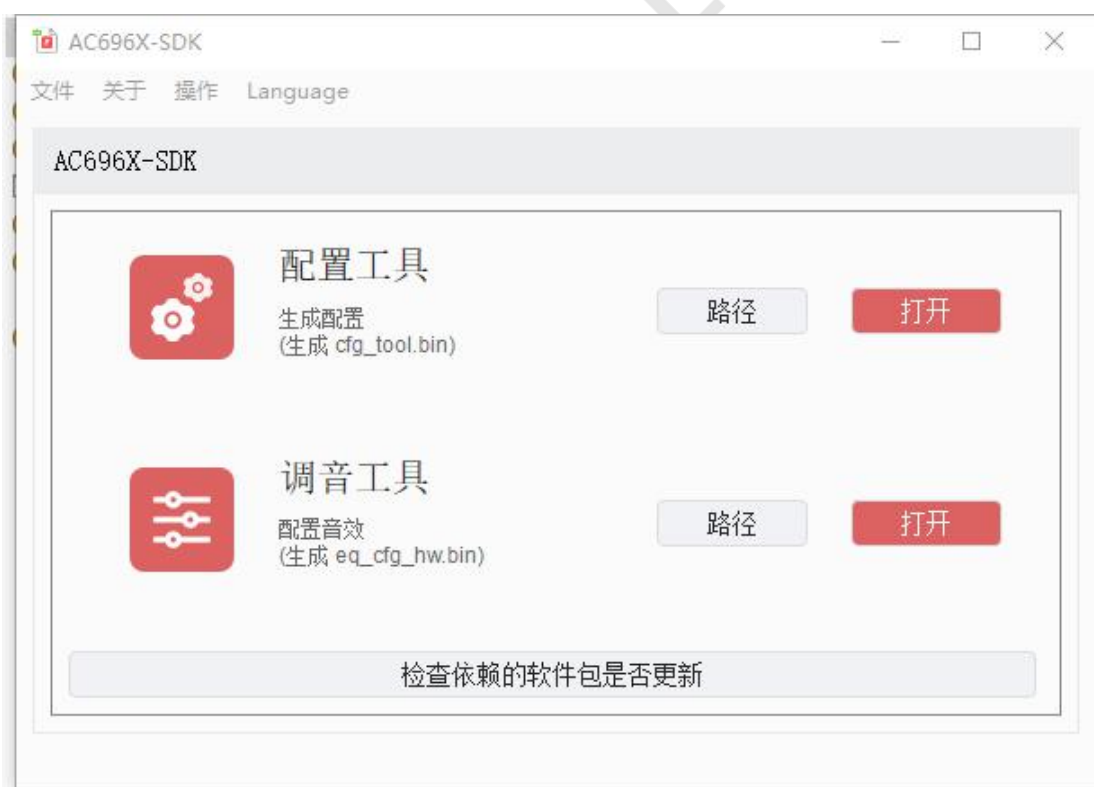 AC696X-SDK
文件 关于 操作 Language
AC696X-SDK
配置工具
生成配置
(生成 cfg_tool.bin)
路径 打开
调音工具
配置音效
(生成 eq_cfg_hw.bin)
路径 打开
检查依赖的软件包是否更新